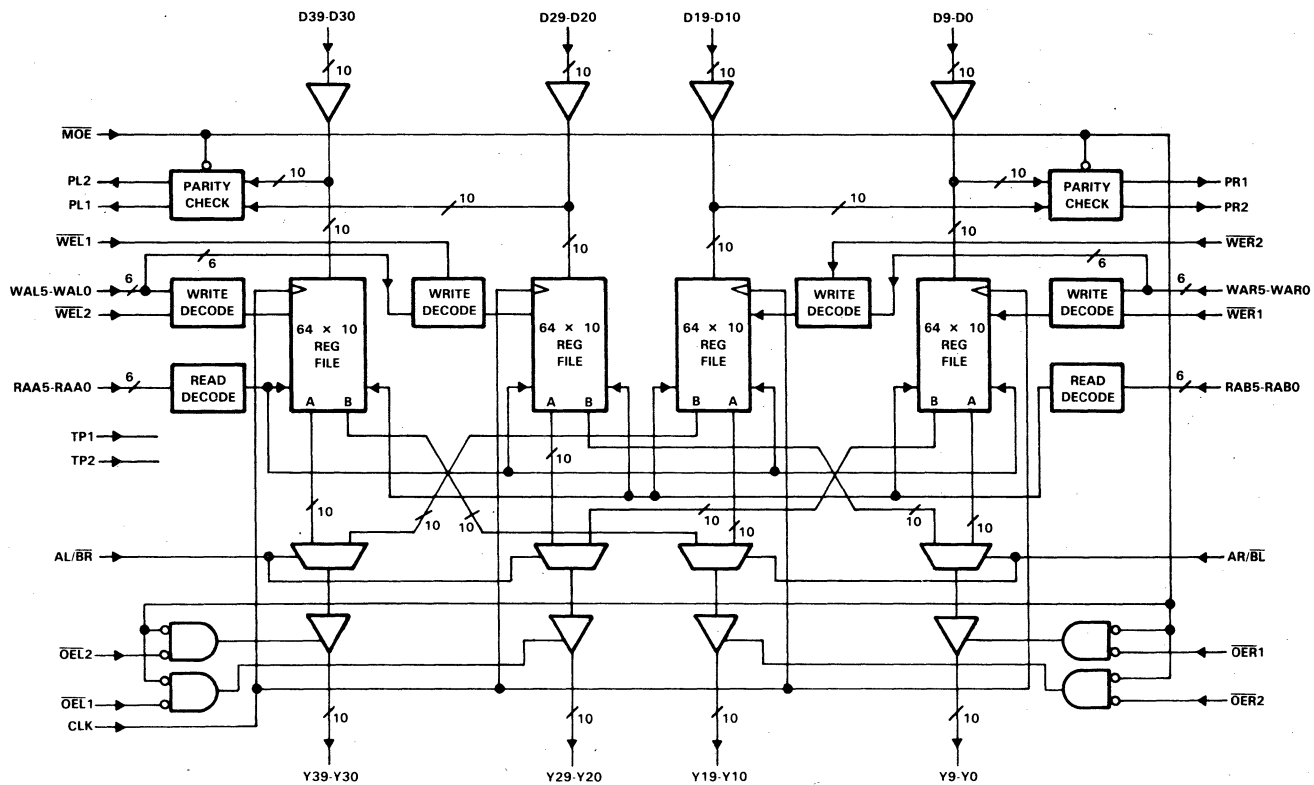 D39-D30 D29-D20 D19-D10 D9-D0
10 10 10 10
MOE
PL2 PARITY CHECK 10 10 PARITY CHECK PR1
PL1 10 10 PR2
10 10 10 10
WEL1 WER2
6 6
WAL5-WAL0 6 WRITE DECODE WRITE DECODE WRITE DECODE WRITE DECODE 6 WAR5-WAR0
WEL2 WER1
64 × 10 REG FILE 64 × 10 REG FILE 64 × 10 REG FILE 64 × 10 REG FILE
RAA5-RAA0 6 READ DECODE READ DECODE 6 RAB5-RAB0
A B A B B A B A
TP1
TP2
10
10 10 10 10 10 10 10
AL/BR AR/BL
OEL2 OER1
OEL1 OER2
CLK
10 10 10 10
Y39-Y30 Y29-Y20 Y19-Y10 Y9-Y0